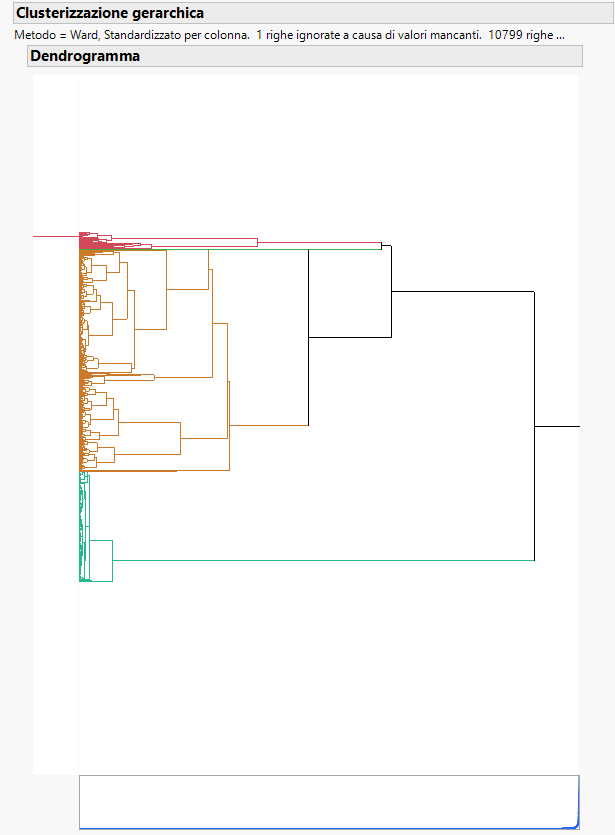 Clusterizzazione gerarchica
Metodo = Ward, Standardizzato per colonna.  1 righe ignorate a causa di valori mancanti.  10799 righe ...
Dendrogramma